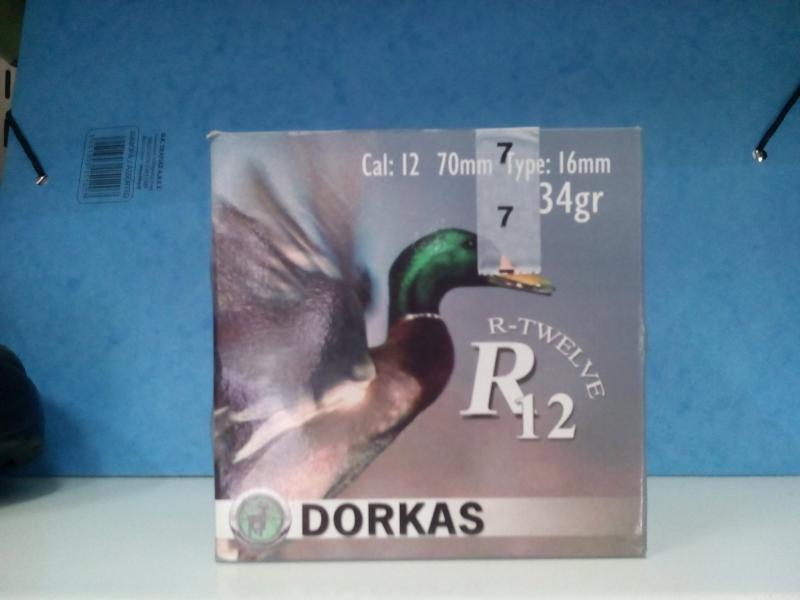 Cal: 12 70mm Type: 16mm
34gr
7
7
R-TWELVE
R12
DORKAS